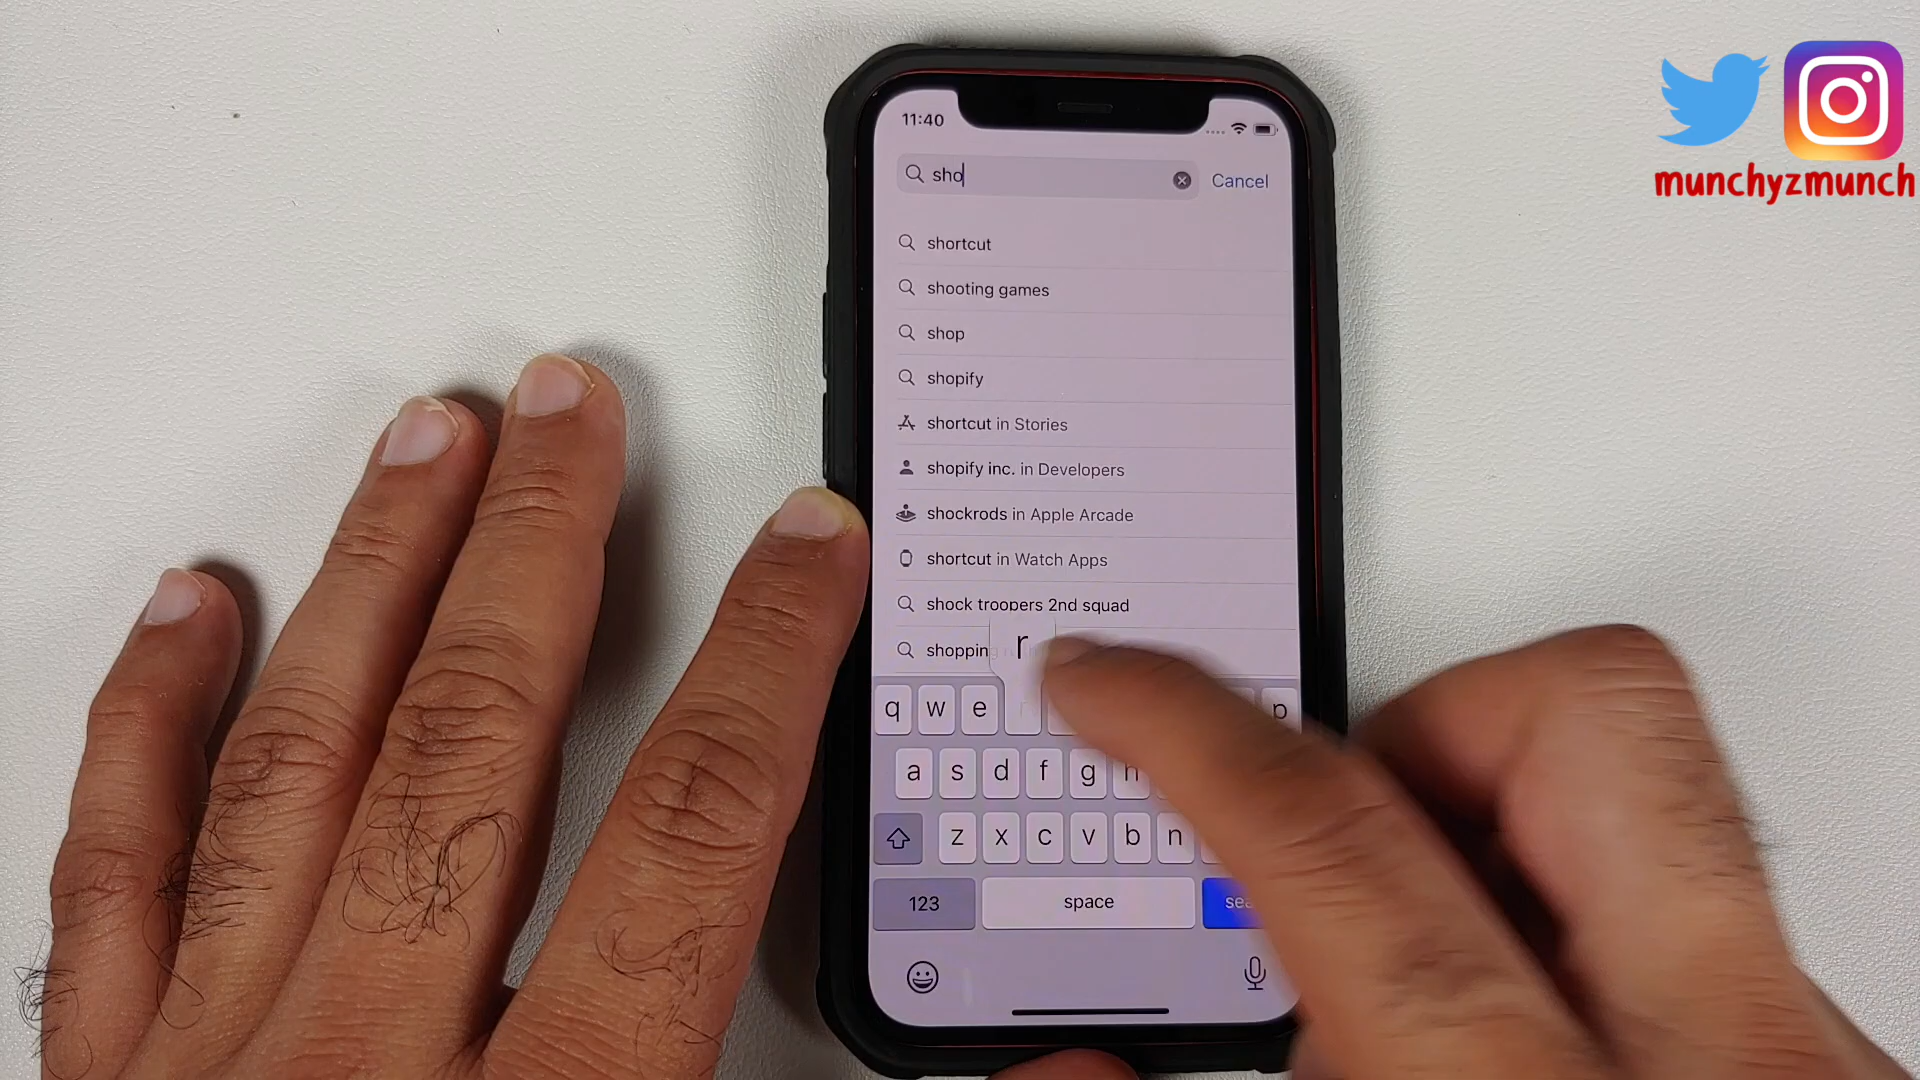 11:40
sho
Cancel
shortcut
shooting games
shop
shopify
shortcut in Stories
shopify inc. in Developers
shockrods in Apple Arcade
shortcut in Watch Apps
shock troopers 2nd squad
shopping
r
q w e p
a s d f g h
z x c v b n
123 space
munchyzmunch